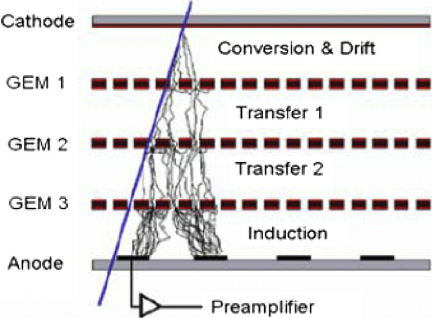 Cathode
Conversion & Drift
GEM 1
Transfer 1
GEM 2
Transfer 2
GEM 3
Induction
Anode
Preamplifier